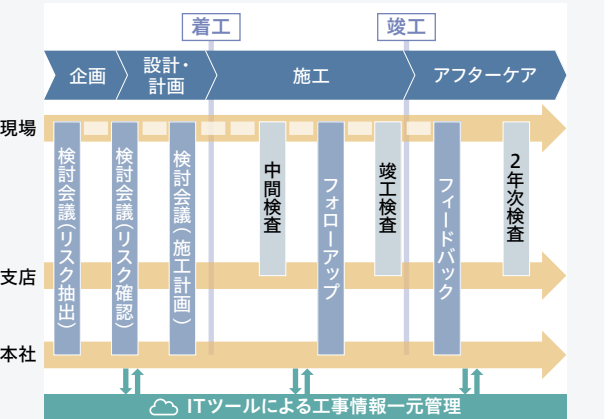 着工
竣工
企画
設計・
計画
施工
アフターケア
現場
検討会議(リスク抽出)
検討会議(リスク確認)
検討会議(施工計画)
中間検査
フォローアップ
竣工検査
フィードバック
2年次検査
支店
本社
ITツールによる工事情報一元管理